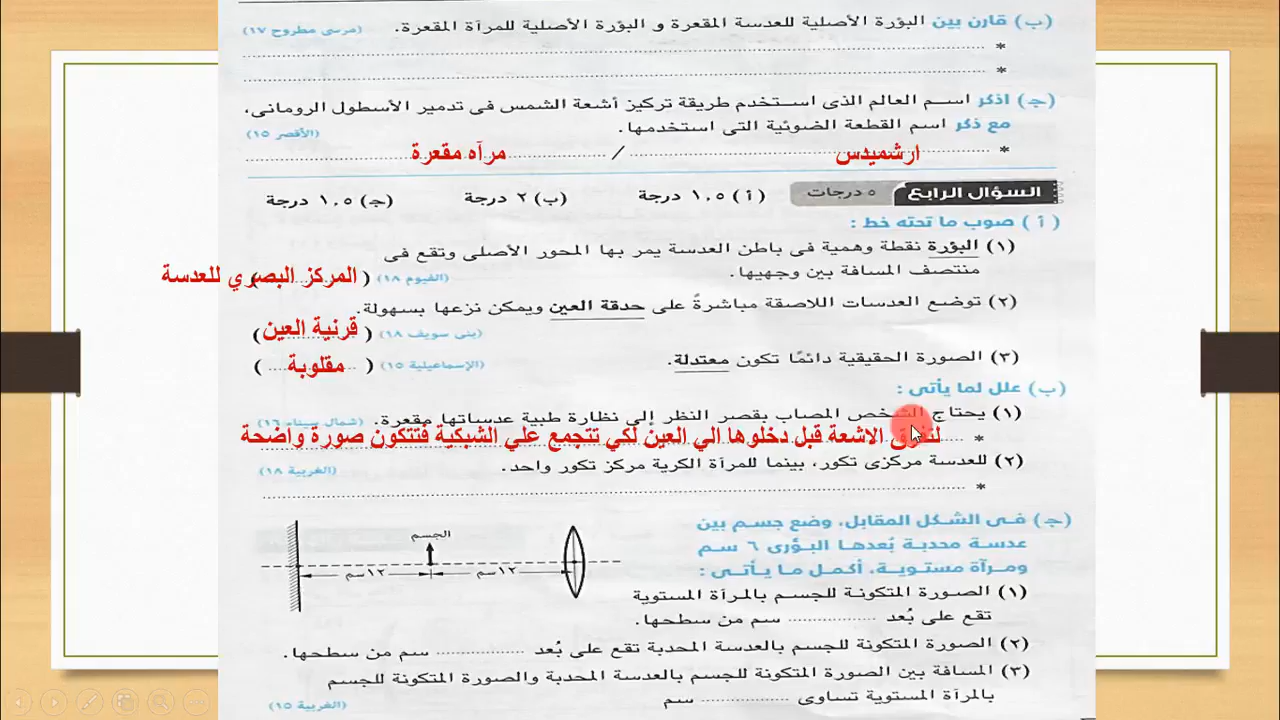 (ب) قارن بين البؤرة الأصلية للعدسة المقعرة و البؤرة الأصلية للمرآة المقعرة. (مرسى مطروح ١٧)
*
*
(جـ) اذكر اسم العالم الذى استخدم طريقة تركيز أشعة الشمس فى تدمير الأسطول الرومانى،
مع ذكر اسم القطعة الضوئية التى استخدمها. (الأقصر ١٥)
* ارشميدس / مرآه مقعرة
السؤال الرابع ٥ درجات (أ) ١.٥ درجة (ب) ٢ درجة (جـ) ١.٥ درجة
(أ) صوب ما تحته خط :
(١) البؤرة نقطة وهمية فى باطن العدسة يمر بها المحور الأصلى وتقع فى
منتصف المسافة بين وجهيها. (الفيوم ١٨) (المركز البصري للعدسة)
(٢) توضع العدسات اللاصقة مباشرةً على حدقة العين ويمكن نزعها بسهولة.
(بنى سويف ١٨) (قرنية العين)
(٣) الصورة الحقيقية دائمًا تكون معتدلة. (الإسماعيلية ١٥) (مقلوبة)
(ب) علل لما يأتى :
(١) يحتاج الشخص المصاب بقصر النظر إلى نظارة طبية عدساتها مقعرة. (شمال سيناء ١٦)
* الاشعة قبل دخلوها الي العين لكي تتجمع علي الشبكية فتتكون صورة واضحة
(٢) للعدسة مركزى تكور، بينما للمرآة الكرية مركز تكور واحد. (الغربية ١٨)
*
(جـ) فى الشكل المقابل، وضع جسم بين
عدسة محدبة بُعدها البؤرى ٦ سم
ومرآة مستوية، أكمل ما يأتى :
الجسم
١٢سم ١٢سم
(١) الصورة المتكونة للجسم بالمرآة المستوية
تقع على بُعد سم من سطحها.
(٢) الصورة المتكونة للجسم بالعدسة المحدبة تقع على بُعد سم من سطحها.
(٣) المسافة بين الصورة المتكونة للجسم بالعدسة المحدبة والصورة المتكونة للجسم
بالمرآة المستوية تساوى سم (الغربية ١٥)